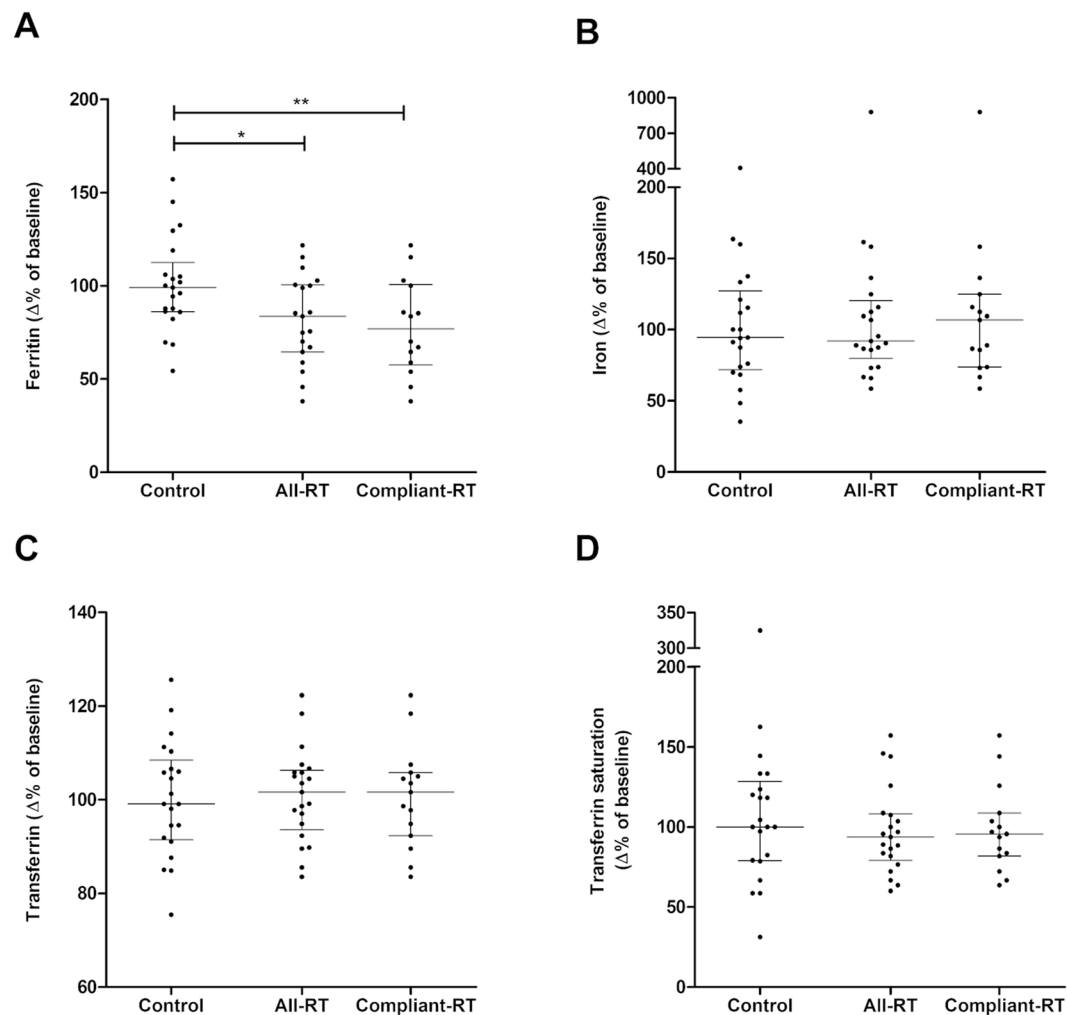 A
Ferritin (Δ% of baseline)
200
150
100
50
0
**
*
Control All-RT Compliant-RT
B
Iron (Δ% of baseline)
1000
700
400
200
150
100
50
0
Control All-RT Compliant-RT
C
Transferrin (Δ% of baseline)
140
120
100
80
60
Control All-RT Compliant-RT
D
Transferrin saturation
(Δ% of baseline)
350
300
200
150
100
50
0
Control All-RT Compliant-RT